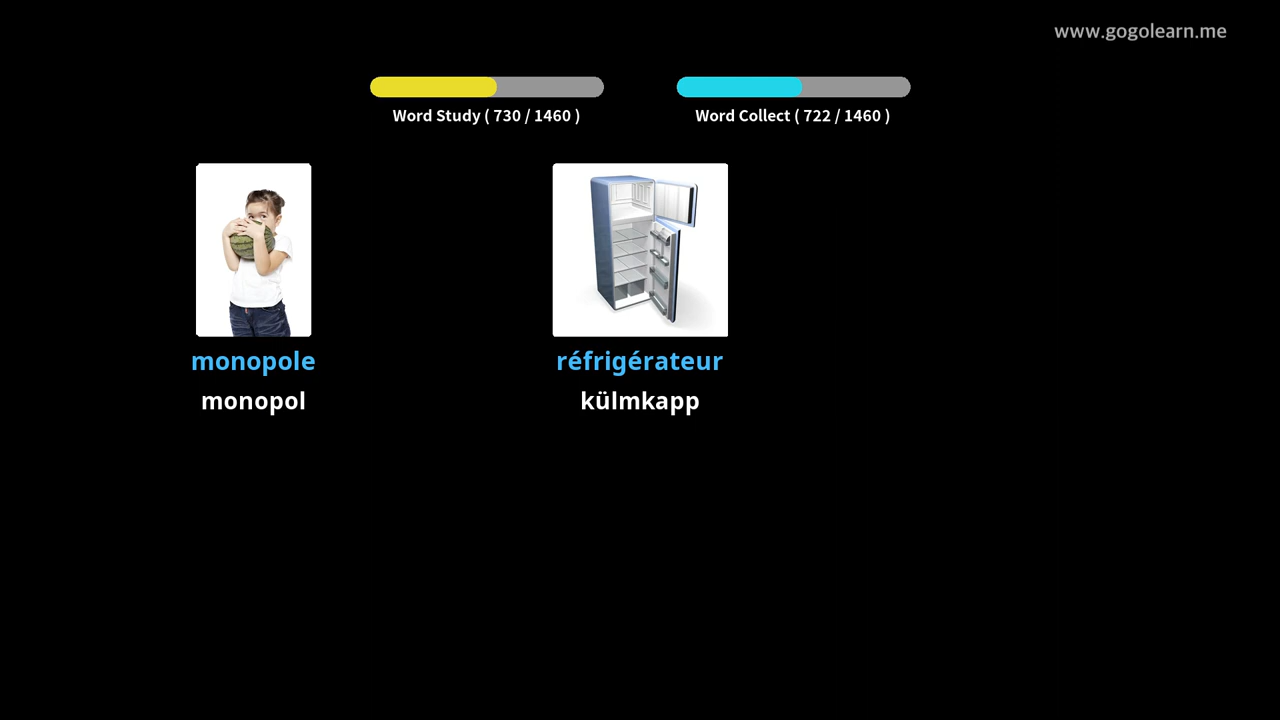 www.gogolearn.me
Word Study ( 730 / 1460 )
Word Collect ( 722 / 1460 )
monopole
monopol
réfrigérateur
külmkapp